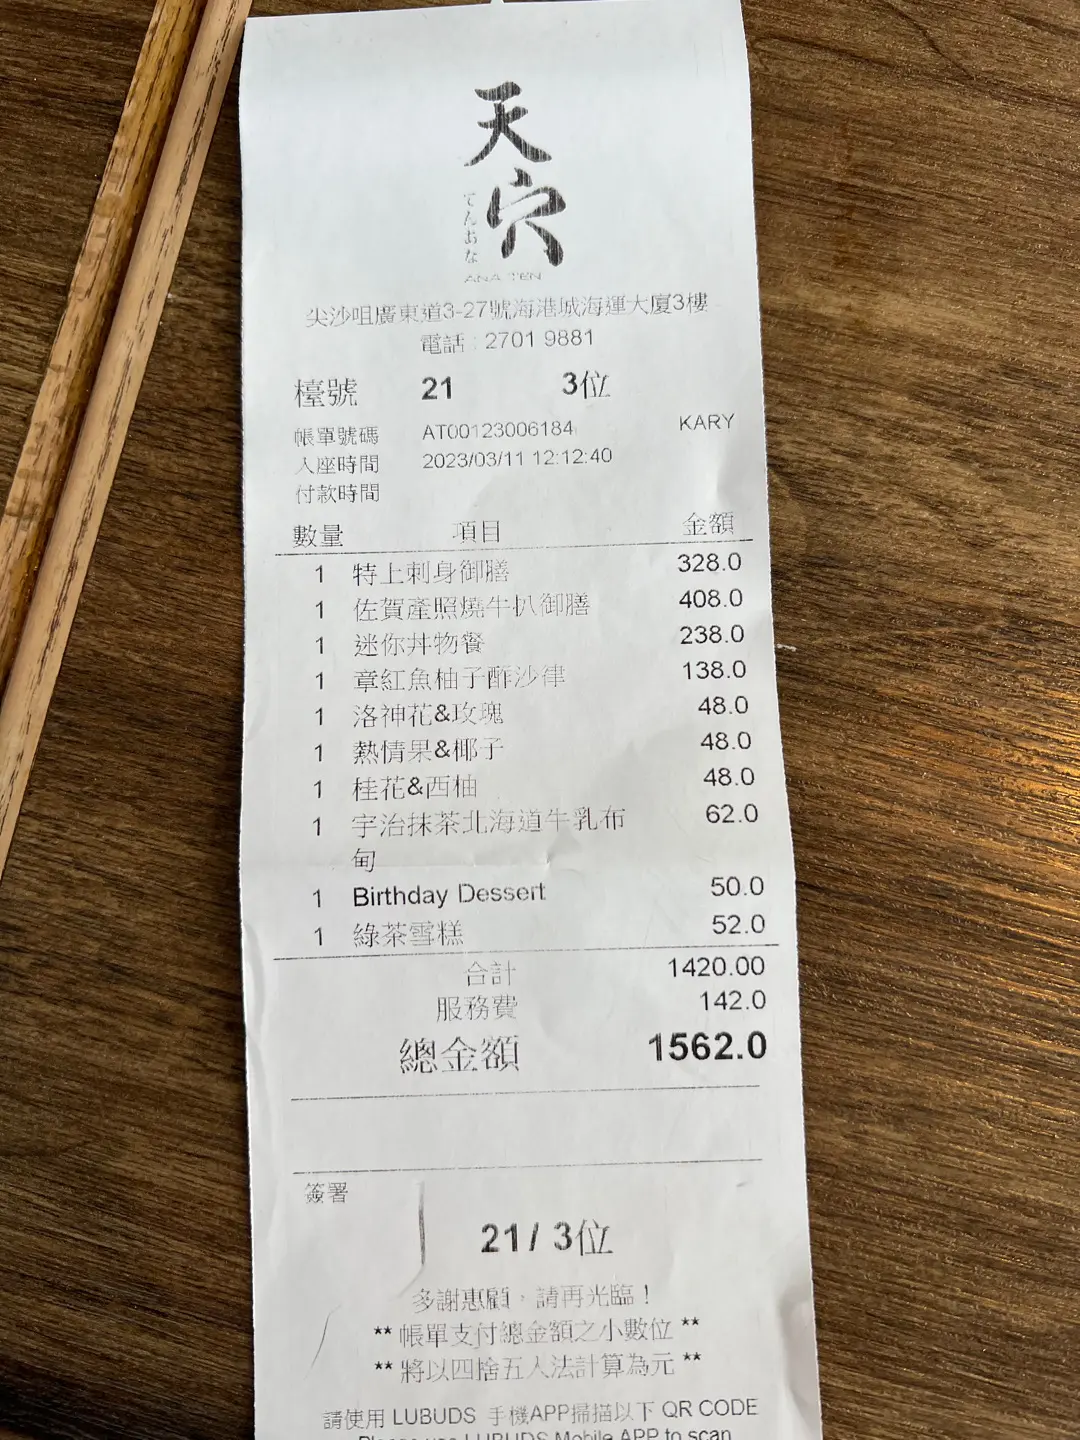 天穴
てんあな
ANA TEN
尖沙咀廣東道3-27號海港城海運大廈3樓
電話：2701 9881
檯號 21 3位
帳單號碼 AT00123006184 KARY
入座時間 2023/03/11 12:12:40
付款時間
數量 項目 金額
1 特上刺身御膳 328.0
1 佐賀產照燒牛扒御膳 408.0
1 迷你丼物餐 238.0
1 章紅魚柚子酢沙律 138.0
1 洛神花&玫瑰 48.0
1 熱情果&椰子 48.0
1 桂花&西柚 48.0
1 宇治抹茶北海道牛乳布 62.0
甸
1 Birthday Dessert 50.0
1 綠茶雪糕 52.0
合計 1420.00
服務費 142.0
總金額 1562.0
簽署
21 / 3位
多謝惠顧，請再光臨！
** 帳單支付總金額之小數位 **
** 將以四捨五入法計算為元 **
請使用 LUBUDS 手機APP掃描以下 QR CODE
Please use LUBUDS Mobile APP to scan